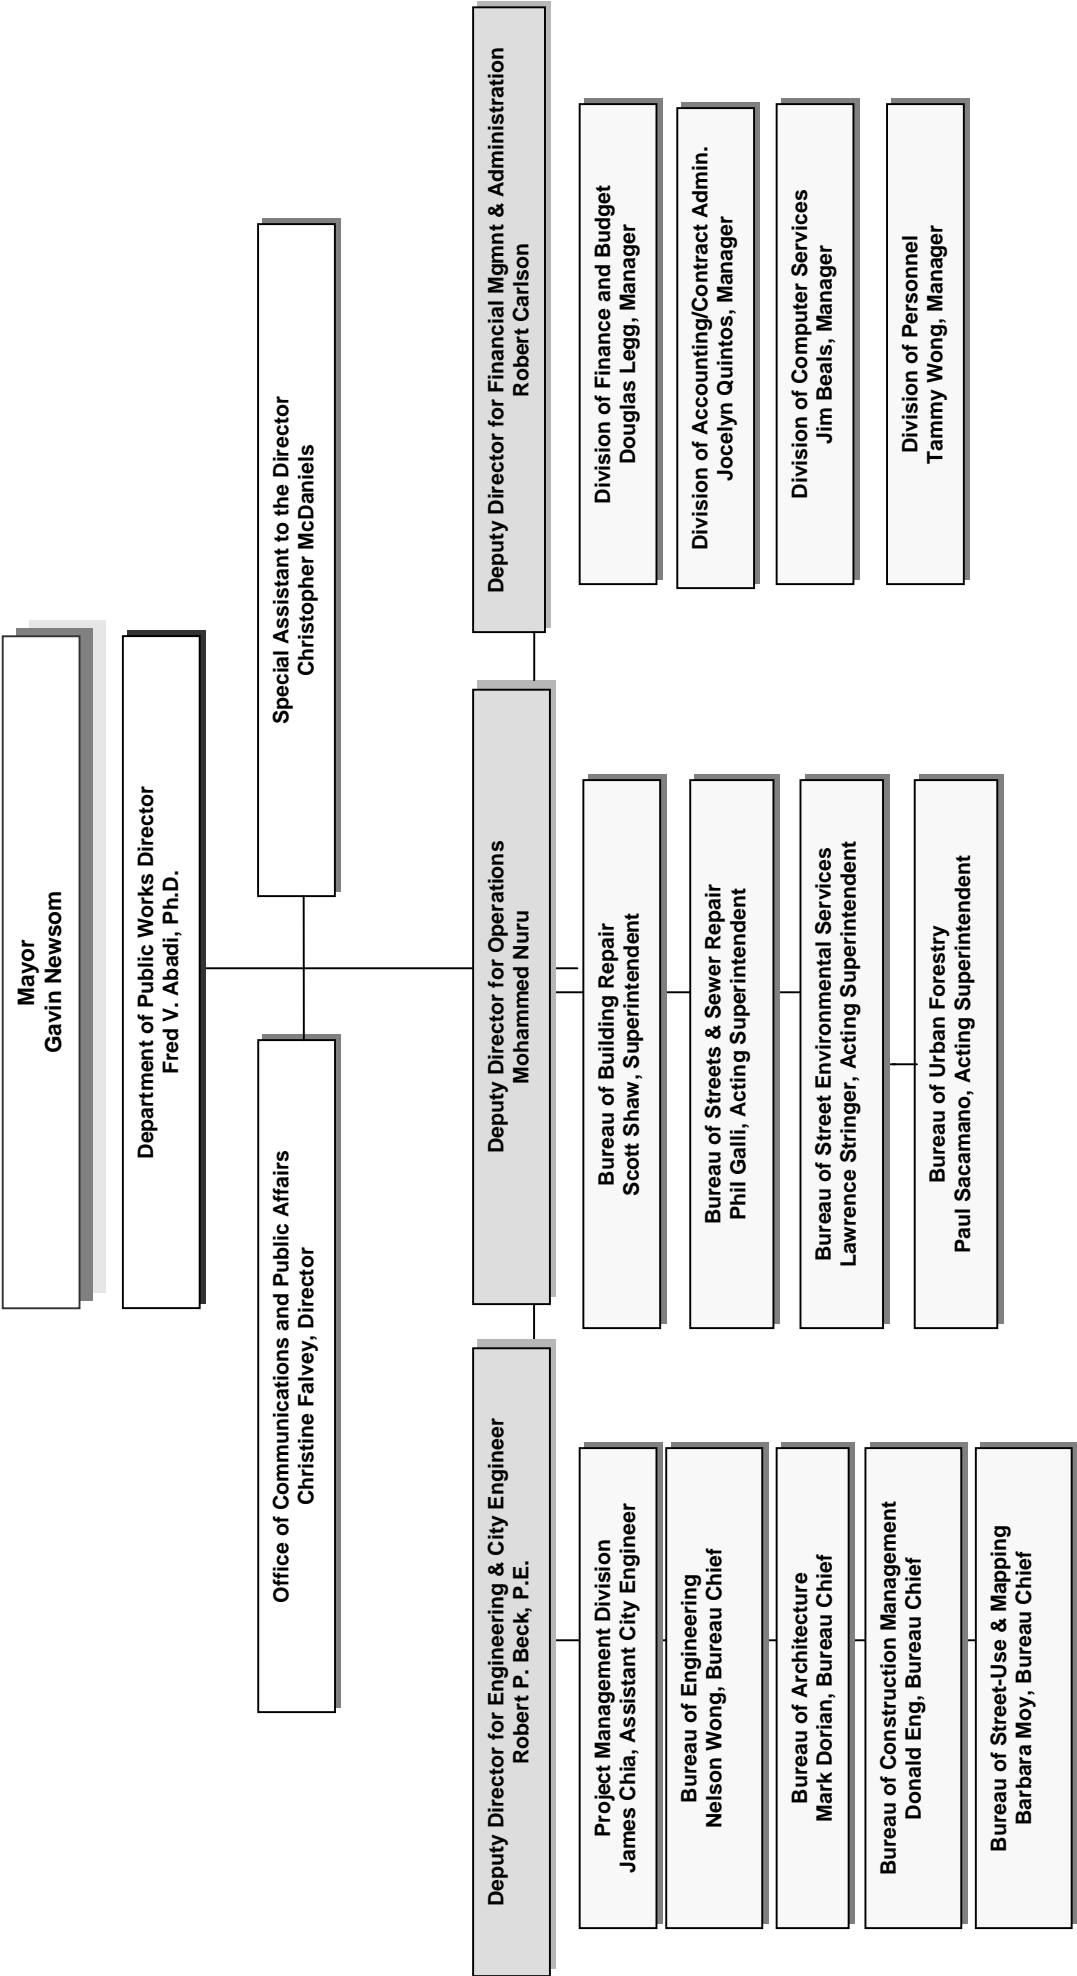 Mayor
Gavin Newsom
Department of Public Works Director
Fred V. Abadi, Ph.D.
Office of Communications and Public Affairs
Christine Falvey, Director
Special Assistant to the Director
Christopher McDaniels
Deputy Director for Engineering & City Engineer
Robert P. Beck, P.E.
Project Management Division
James Chia, Assistant City Engineer
Bureau of Engineering
Nelson Wong, Bureau Chief
Bureau of Architecture
Mark Dorian, Bureau Chief
Bureau of Construction Management
Donald Eng, Bureau Chief
Bureau of Street-Use & Mapping
Barbara Moy, Bureau Chief
Deputy Director for Operations
Mohammed Nuru
Bureau of Building Repair
Scott Shaw, Superintendent
Bureau of Streets & Sewer Repair
Phil Galli, Acting Superintendent
Bureau of Street Environmental Services
Lawrence Stringer, Acting Superintendent
Bureau of Urban Forestry
Paul Sacamano, Acting Superintendent
Deputy Director for Financial Mgmnt & Administration
Robert Carlson
Division of Finance and Budget
Douglas Legg, Manager
Division of Accounting/Contract Admin.
Jocelyn Quintos, Manager
Division of Computer Services
Jim Beals, Manager
Division of Personnel
Tammy Wong, Manager